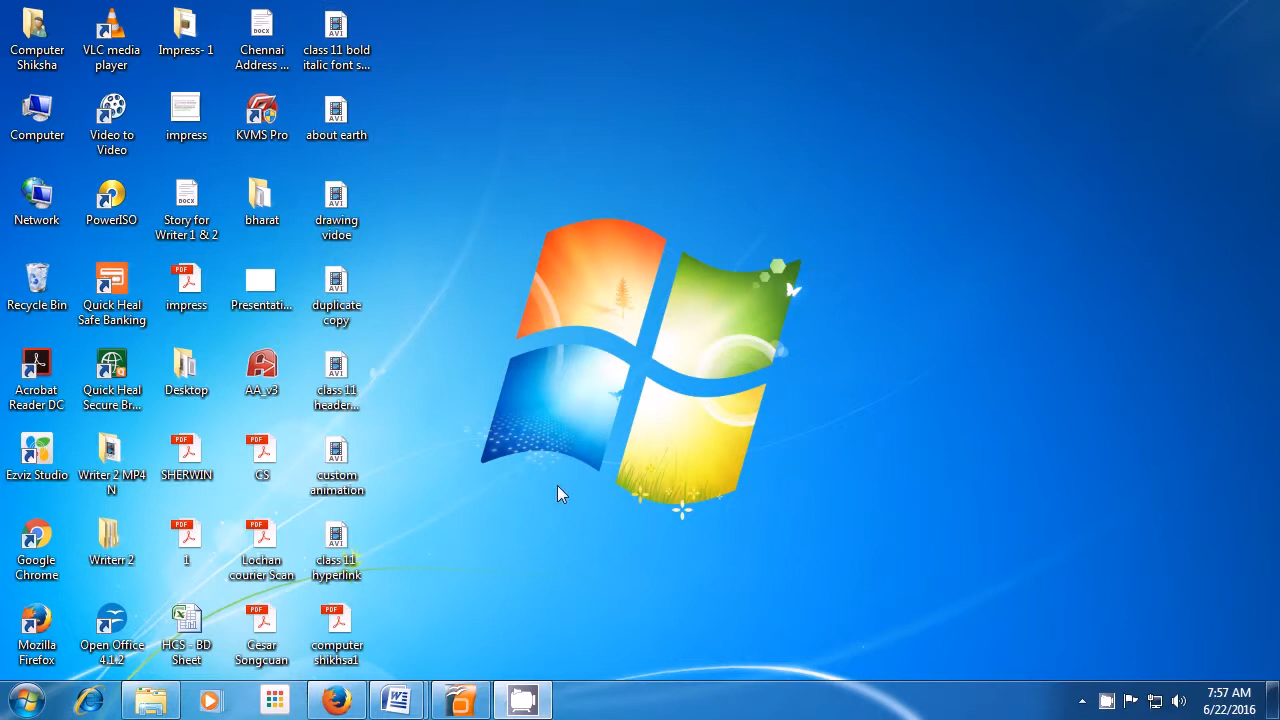 Computer
Shiksha
VLC media
player
Impress- 1
Chennai
Address ...
class 11 bold
italic font s...
Computer
Video to
Video
impress
KVMS Pro
about earth
Network
PowerISO
Story for
Writer 1 & 2
bharat
drawing
vidoe
Recycle Bin
Quick Heal
Safe Banking
impress
Presentati...
duplicate
copy
Acrobat
Reader DC
Quick Heal
Secure Br...
Desktop
AA_v3
class 11
header...
Ezviz Studio
Writer 2 MP4
N
SHERWIN
CS
custom
animation
Google
Chrome
Writerr 2
1
Lochan
courier Scan
class 11
hyperlink
Mozilla
Firefox
Open Office
4.1.2
HCS - BD
Sheet
Cesar
Songcuan
computer
shikhsa1
7:57 AM
6/22/2016